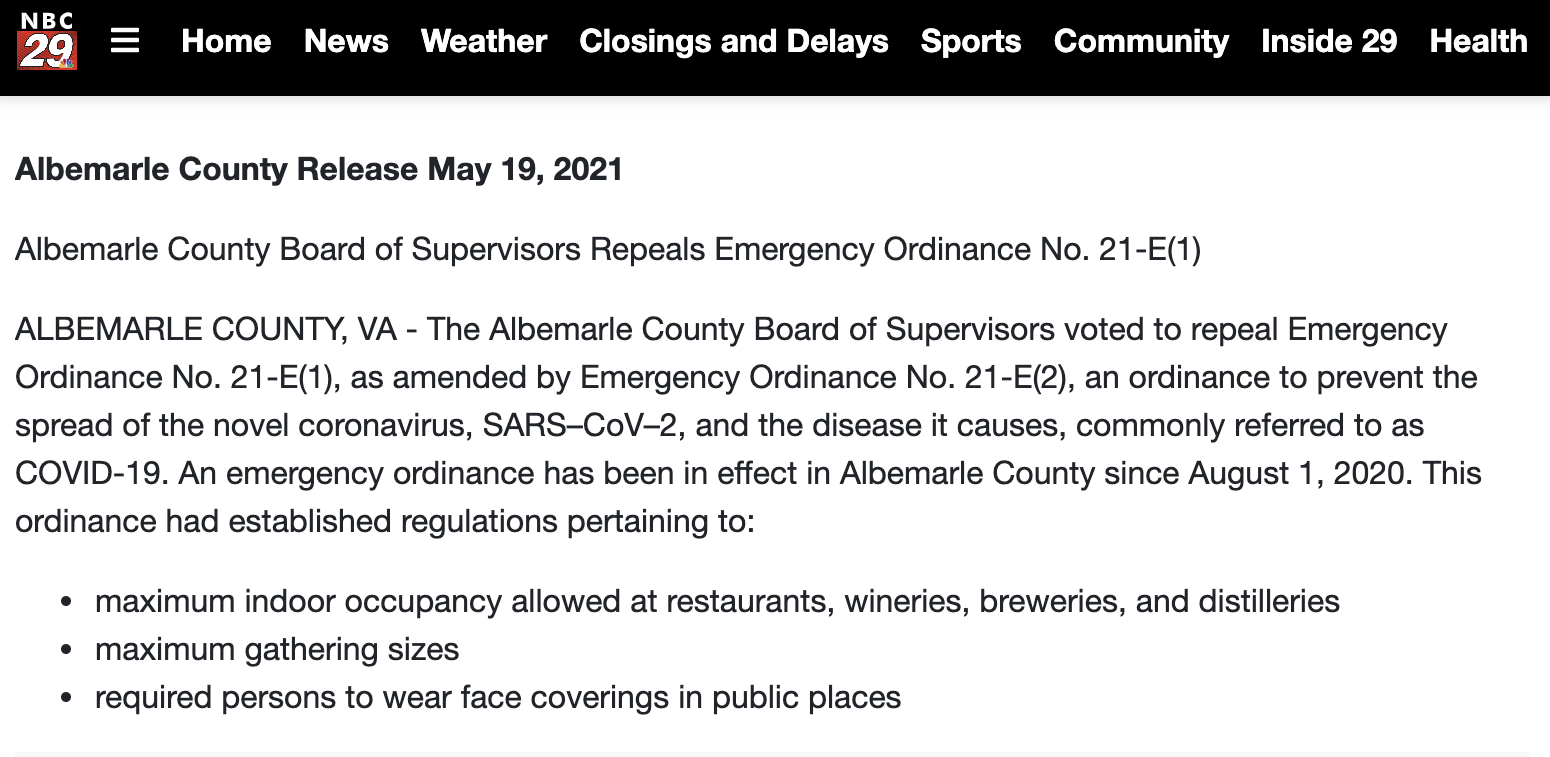 NBC
29
Home News Weather Closings and Delays Sports Community Inside 29 Health
Albemarle County Release May 19, 2021
Albemarle County Board of Supervisors Repeals Emergency Ordinance No. 21-E(1)
ALBEMARLE COUNTY, VA - The Albemarle County Board of Supervisors voted to repeal Emergency
Ordinance No. 21-E(1), as amended by Emergency Ordinance No. 21-E(2), an ordinance to prevent the
spread of the novel coronavirus, SARS–CoV–2, and the disease it causes, commonly referred to as
COVID-19. An emergency ordinance has been in effect in Albemarle County since August 1, 2020. This
ordinance had established regulations pertaining to:
• maximum indoor occupancy allowed at restaurants, wineries, breweries, and distilleries
• maximum gathering sizes
• required persons to wear face coverings in public places